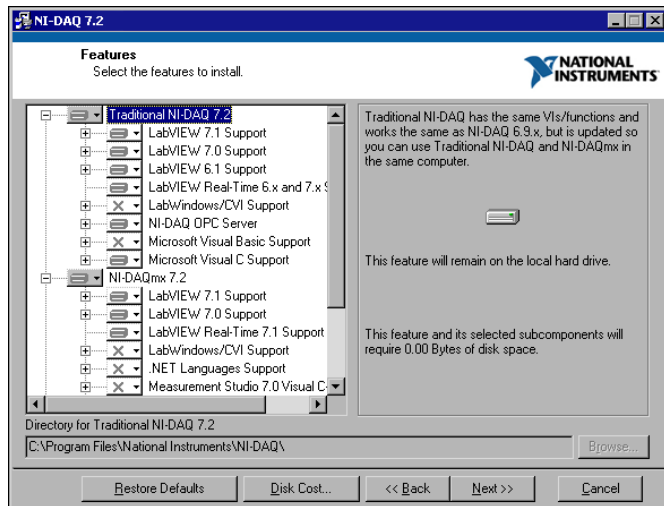 NI-DAQ 7.2
Features
Select the features to install.
NATIONAL
INSTRUMENTS
Traditional NI-DAQ 7.2
LabVIEW 7.1 Support
LabVIEW 7.0 Support
LabVIEW 6.1 Support
LabVIEW Real-Time 6.x and 7.x
LabWindows/CVI Support
NI-DAQ OPC Server
Microsoft Visual Basic Support
Microsoft Visual C Support
NI-DAQmx 7.2
LabVIEW 7.1 Support
LabVIEW 7.0 Support
LabVIEW Real-Time 7.1 Support
LabWindows/CVI Support
.NET Languages Support
Measurement Studio 7.0 Visual C
Traditional NI-DAQ has the same VIs/functions and
works the same as NI-DAQ 6.9.x, but is updated so
you can use Traditional NI-DAQ and NI-DAQmx in
the same computer.
This feature will remain on the local hard drive.
This feature and its selected subcomponents will
require 0.00 Bytes of disk space.
Directory for Traditional NI-DAQ 7.2
C:\Program Files\National Instruments\NI-DAQ\
Browse...
Restore Defaults
Disk Cost...
<< Back
Next >>
Cancel